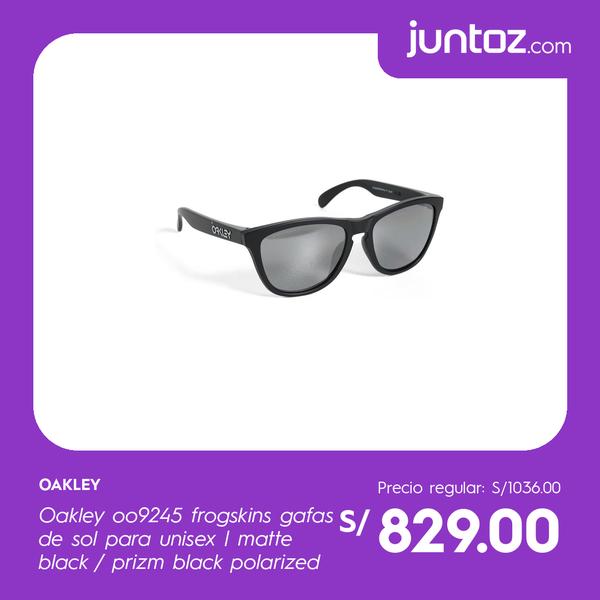 juntoz.com
OAKLEY
OAKLEY
Precio regular: S/1036.00
Oakley oo9245 frogskins gafas
de sol para unisex | matte
black / prizm black polarized
S/ 829.00